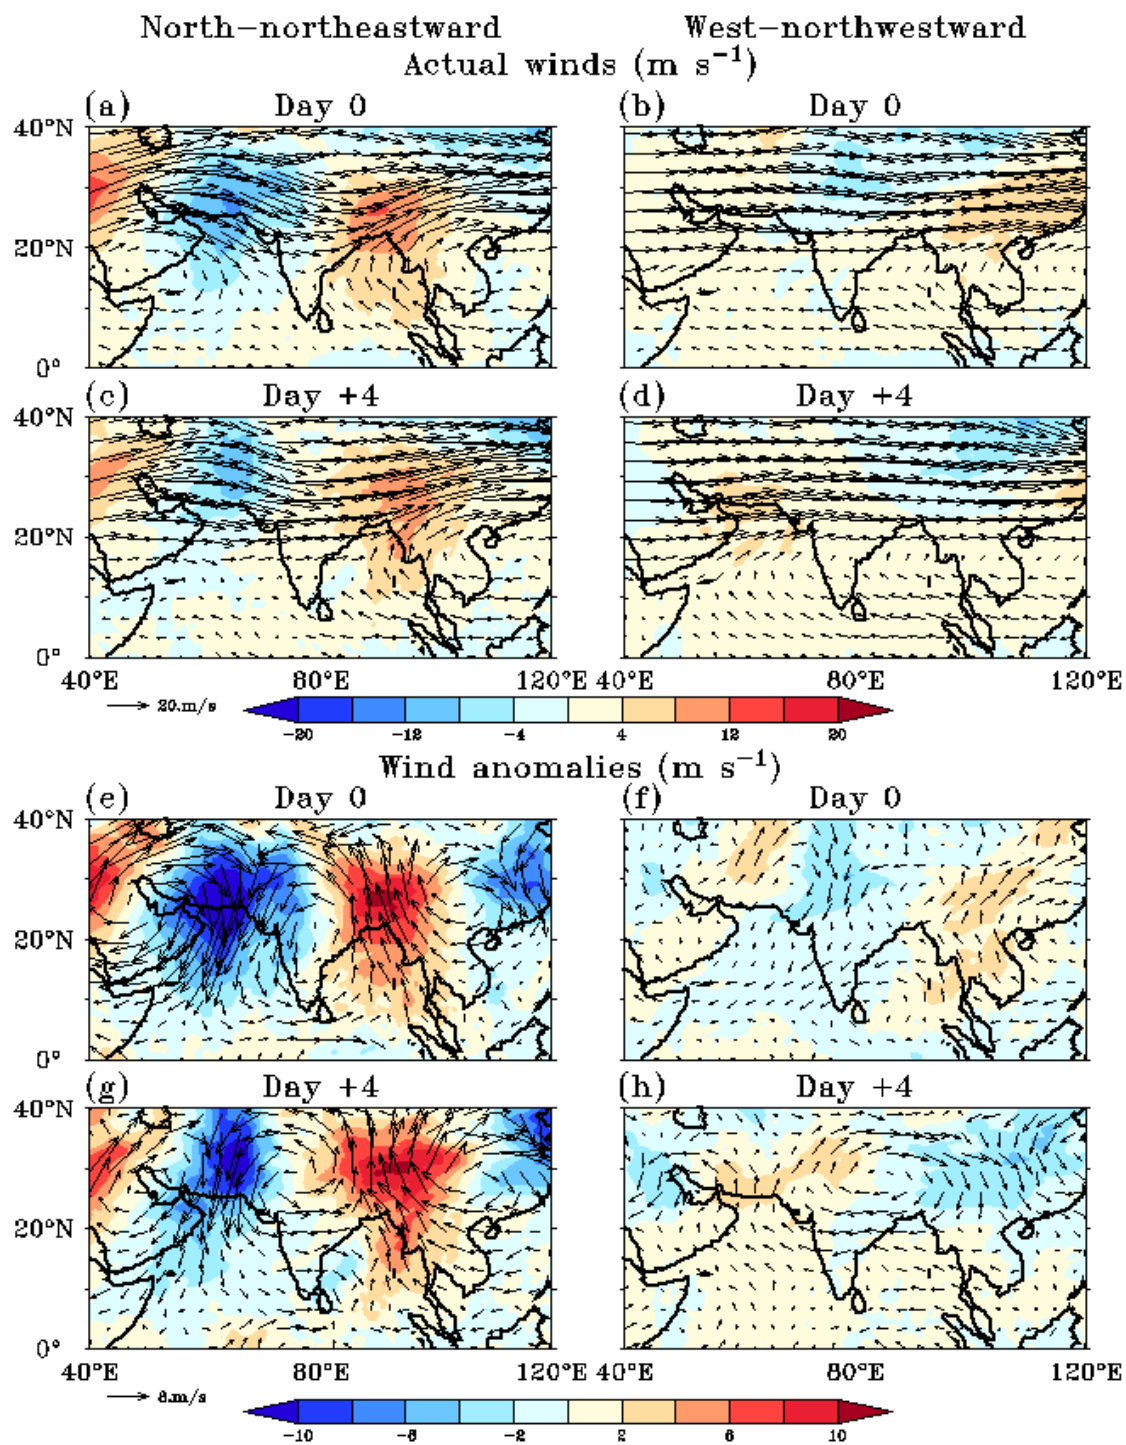 North-northeastward West-northwestward
Actual winds (m s⁻¹)
(a) Day 0 (b) Day 0
40°N
20°N
0°
(c) Day +4 (d) Day +4
40°N
20°N
0°
40°E 80°E 120°E 40°E 80°E 120°E
20.m/s
-20 -12 -4 4 12 20
Wind anomalies (m s⁻¹)
(e) Day 0 (f) Day 0
40°N
20°N
0°
(g) Day +4 (h) Day +4
40°N
20°N
0°
40°E 80°E 120°E 40°E 80°E 120°E
8.m/s
-10 -6 -2 2 6 10